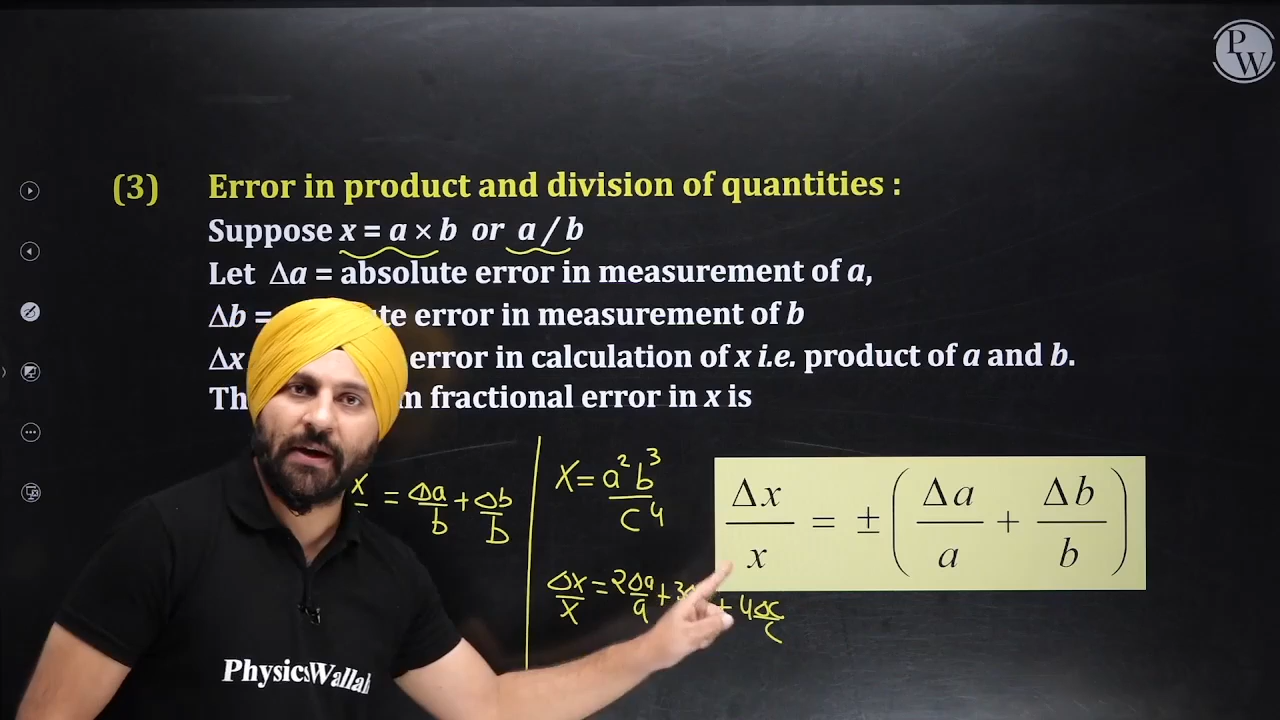 PW
(3) Error in product and division of quantities :
Suppose x = a × b or a / b
Let Δa = absolute error in measurement of a,
Δb = te error in measurement of b
Δx error in calculation of x i.e. product of a and b.
Th m fractional error in x is
x = Δa/b + Δb/b
X = a²b³/c⁴
Δx/x = 2Δa/a + 3 + 4Δc/c
Δx/x = ± (Δa/a + Δb/b)
PhysicsWallah